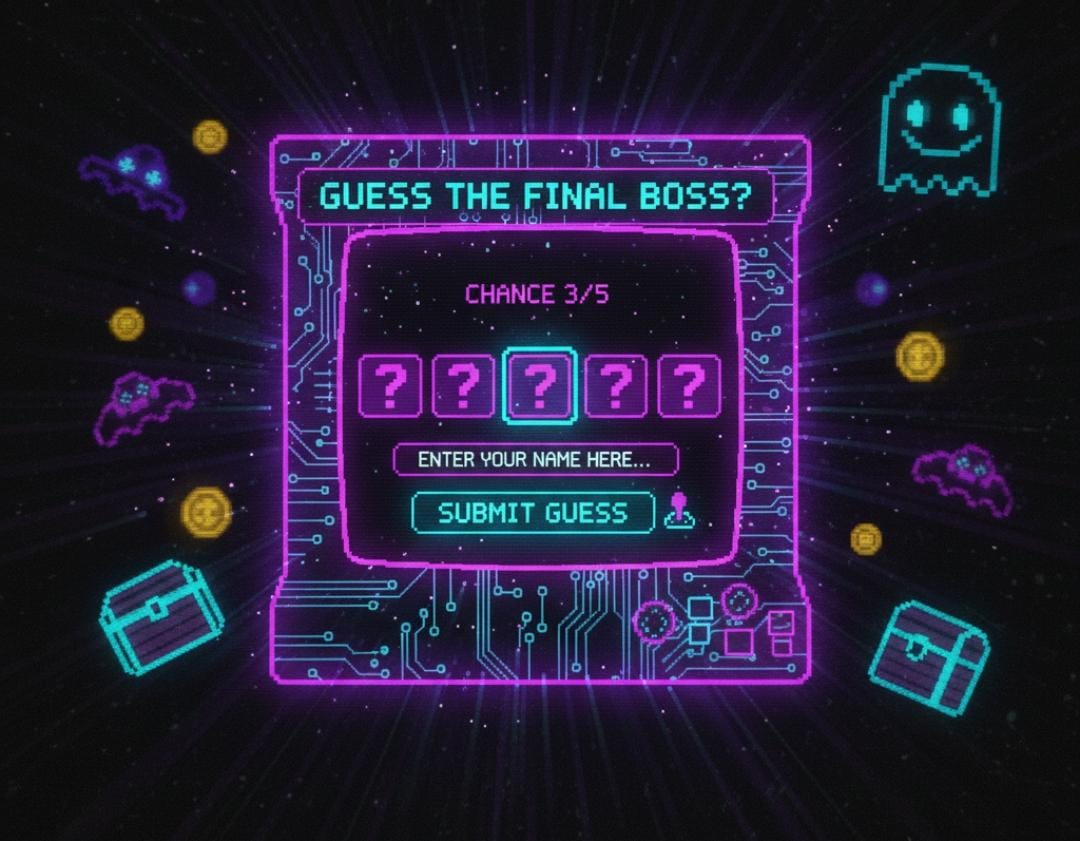 GUESS THE FINAL BOSS?
CHANCE 3/5
? ? ? ? ?
ENTER YOUR NAME HERE...
SUBMIT GUESS